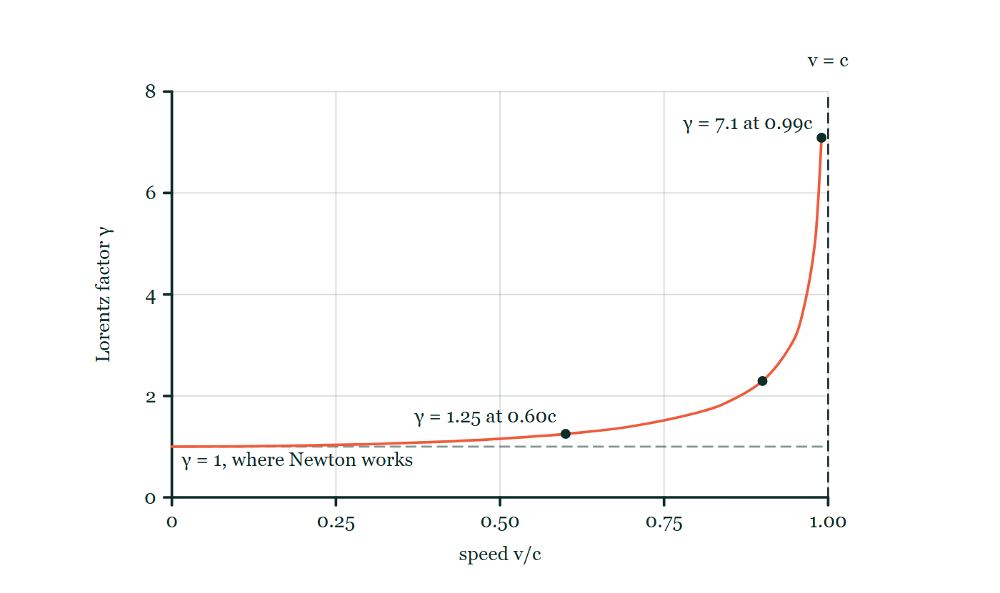 v = c
8
γ = 7.1 at 0.99c
6
Lorentz factor γ
4
2
γ = 1.25 at 0.60c
γ = 1, where Newton works
0
0 0.25 0.50 0.75 1.00
speed v/c